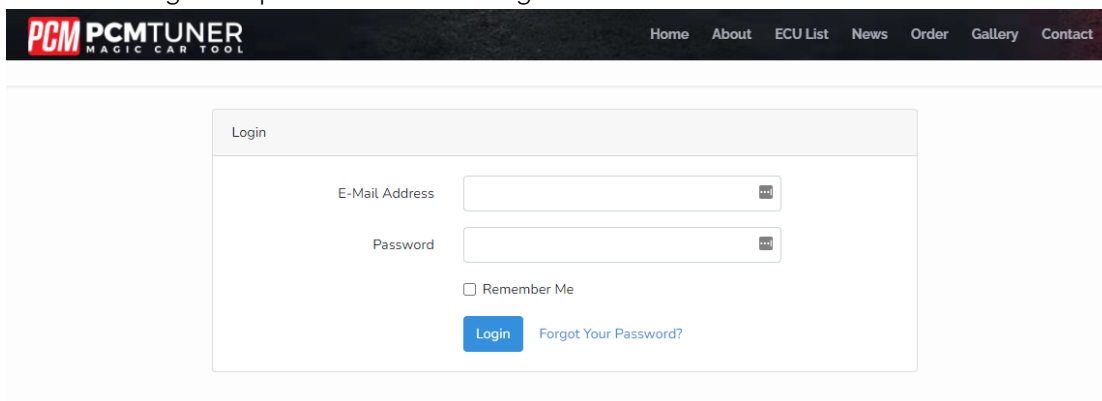 PCM PCMTUNER
MAGIC CAR TOOL
Home About ECU List News Order Gallery Contact
Login
E-Mail Address
Password
Remember Me
Login Forgot Your Password?